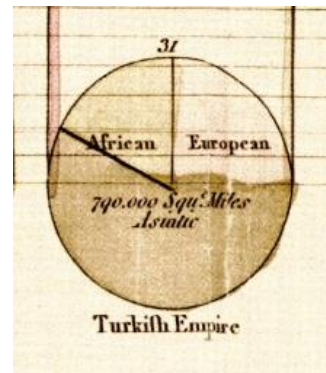 31
African European
790.000 Squ.ᵉ Miles
Asiatic
Turkiſh Empire